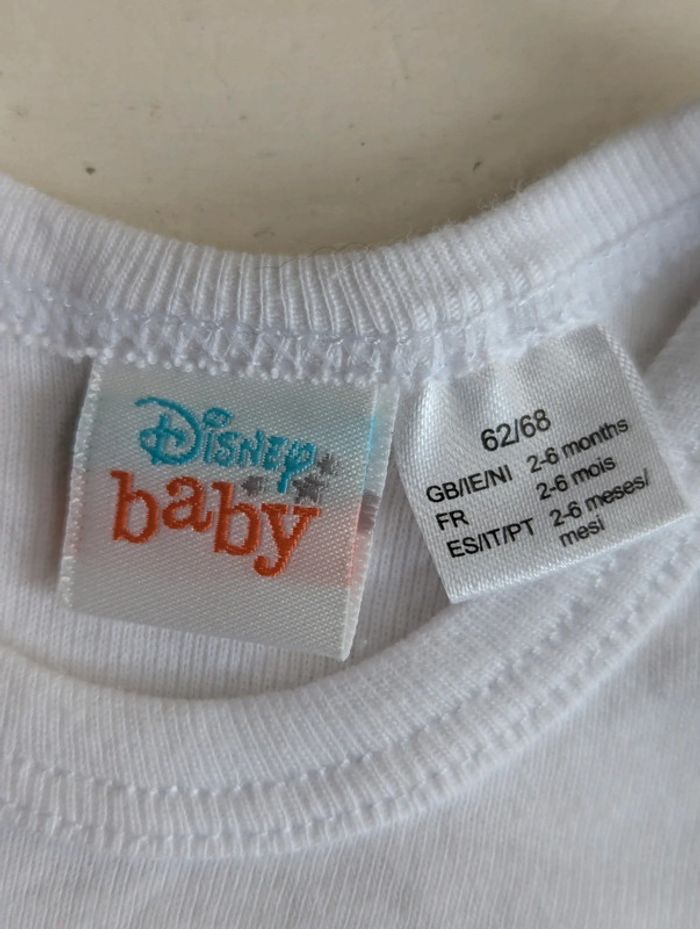 Disney
baby
62/68
GB/IE/NI 2-6 months
FR 2-6 mois
ES/IT/PT 2-6 meses/
mesi